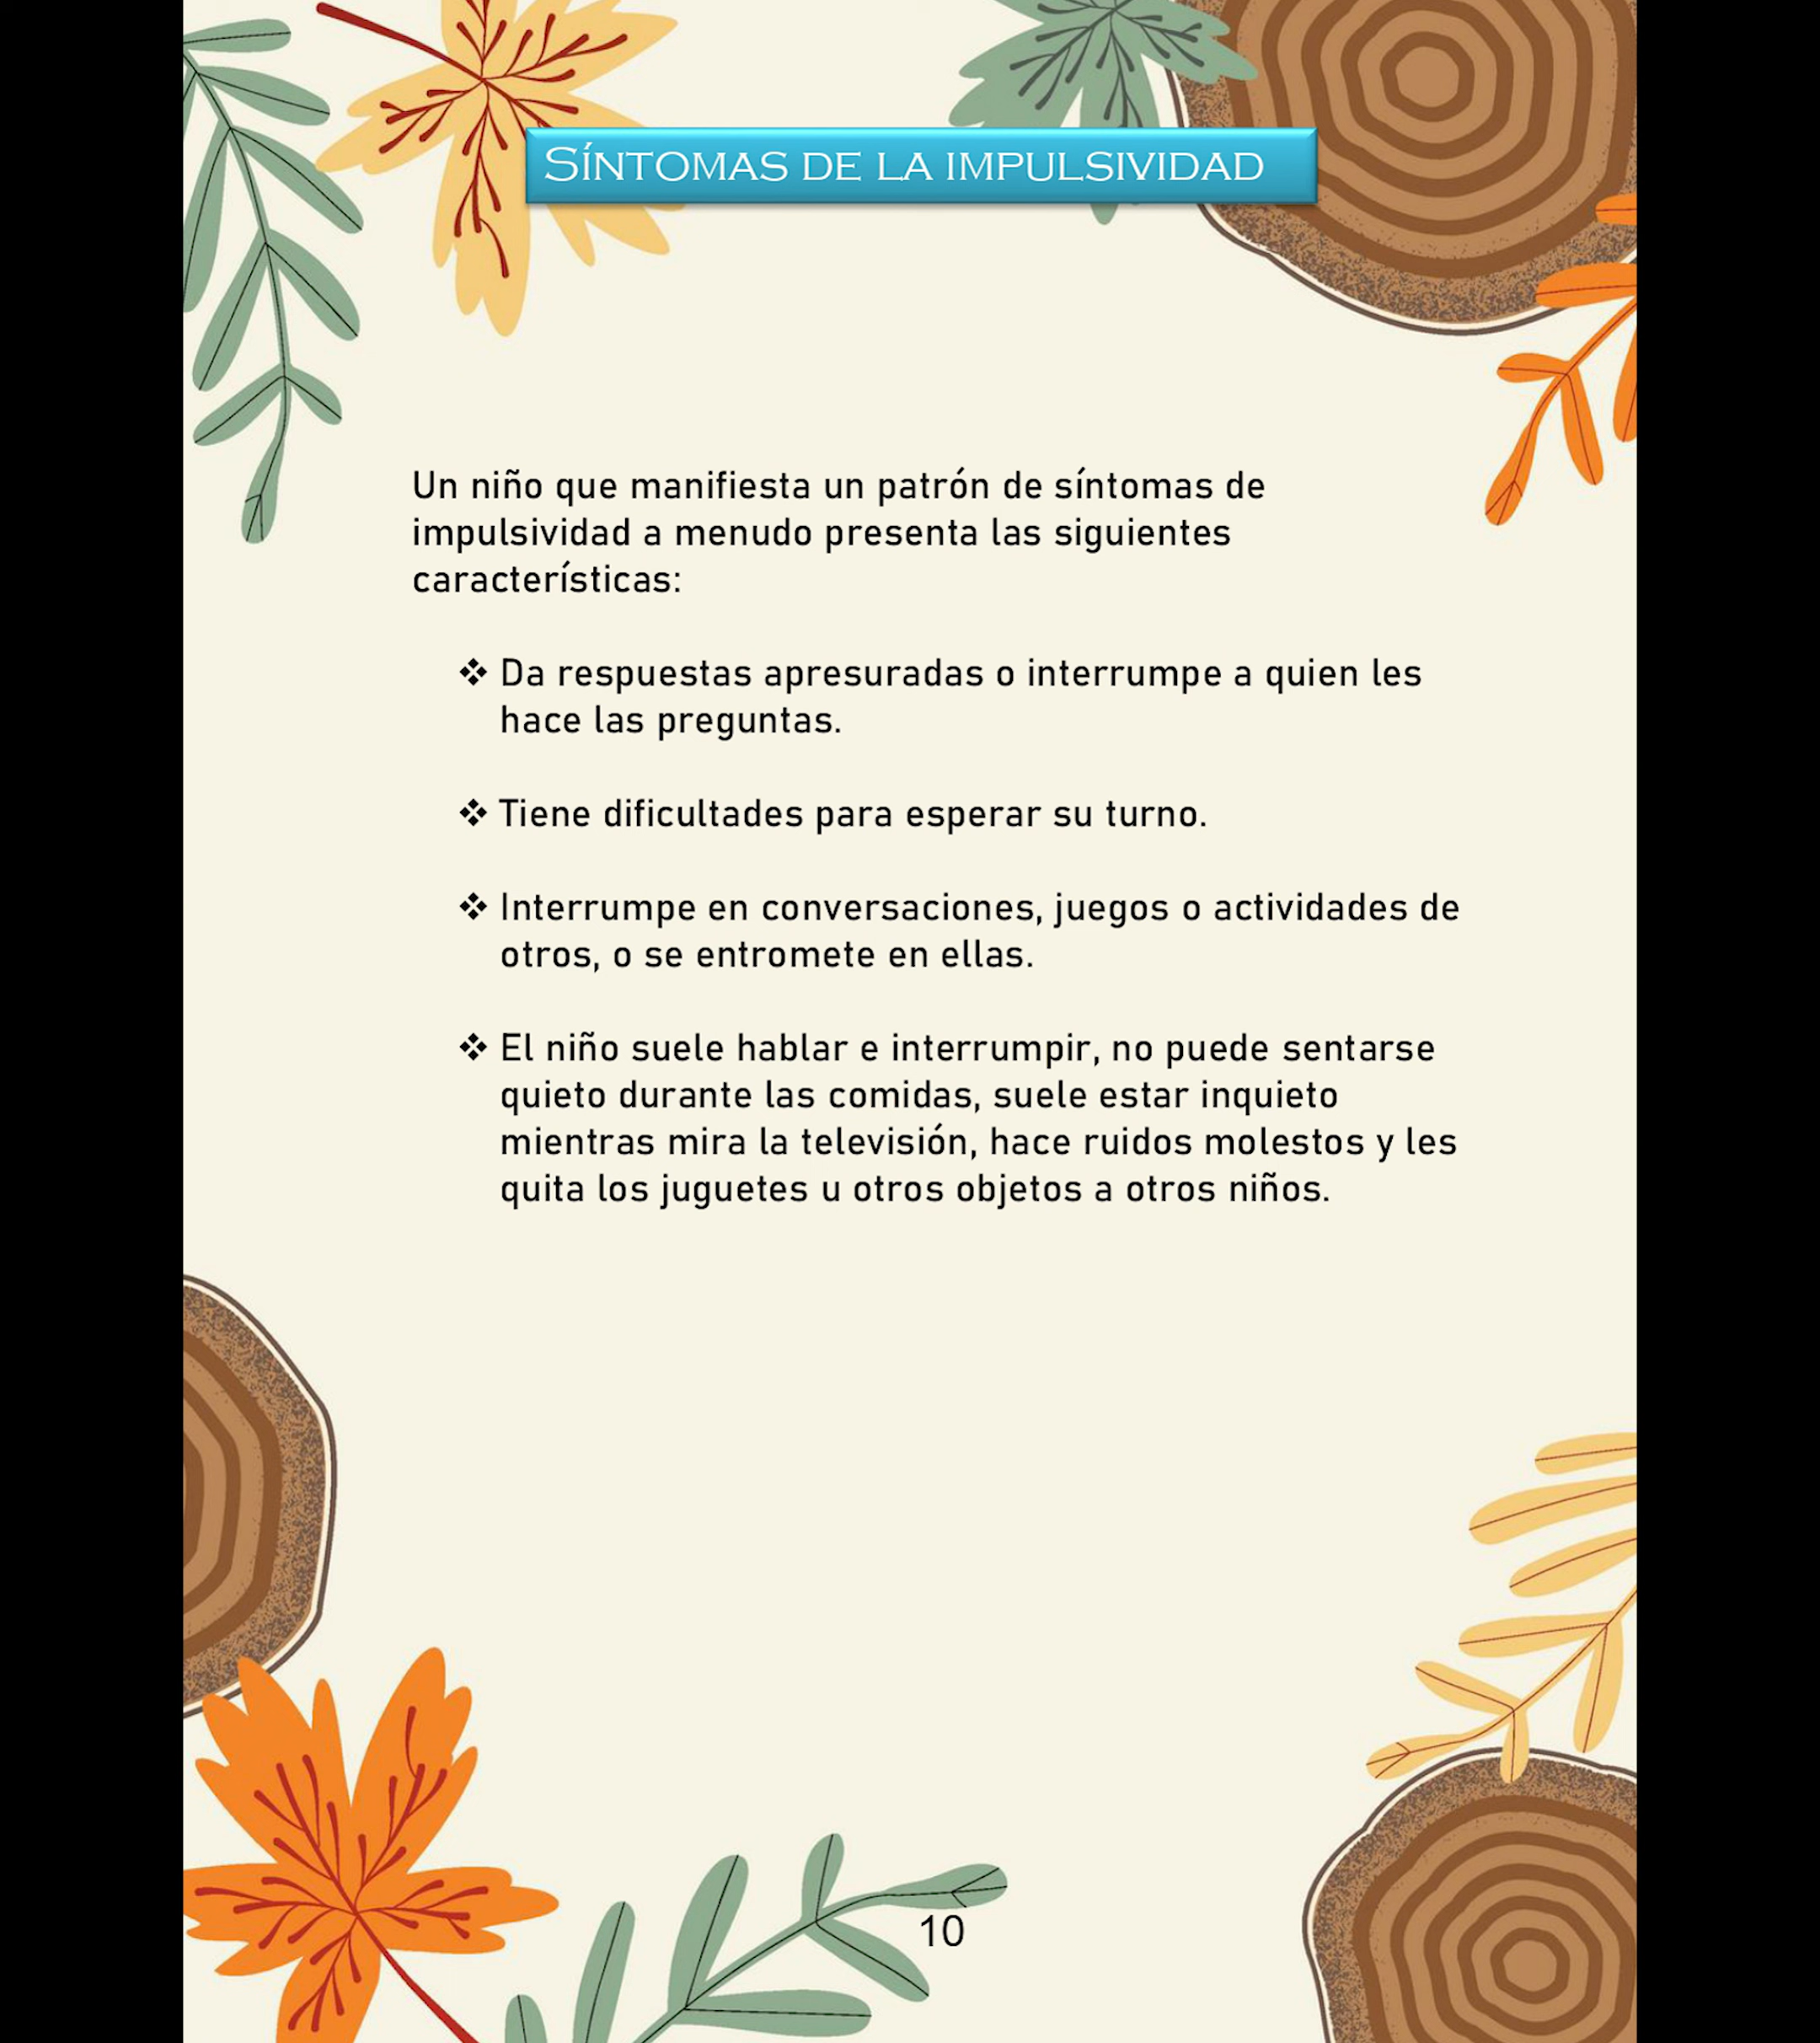 Síntomas de la impulsividad
Un niño que manifiesta un patrón de síntomas de
impulsividad a menudo presenta las siguientes
características:
❖ Da respuestas apresuradas o interrumpe a quien les
hace las preguntas.
❖ Tiene dificultades para esperar su turno.
❖ Interrumpe en conversaciones, juegos o actividades de
otros, o se entromete en ellas.
❖ El niño suele hablar e interrumpir, no puede sentarse
quieto durante las comidas, suele estar inquieto
mientras mira la televisión, hace ruidos molestos y les
quita los juguetes u otros objetos a otros niños.
10